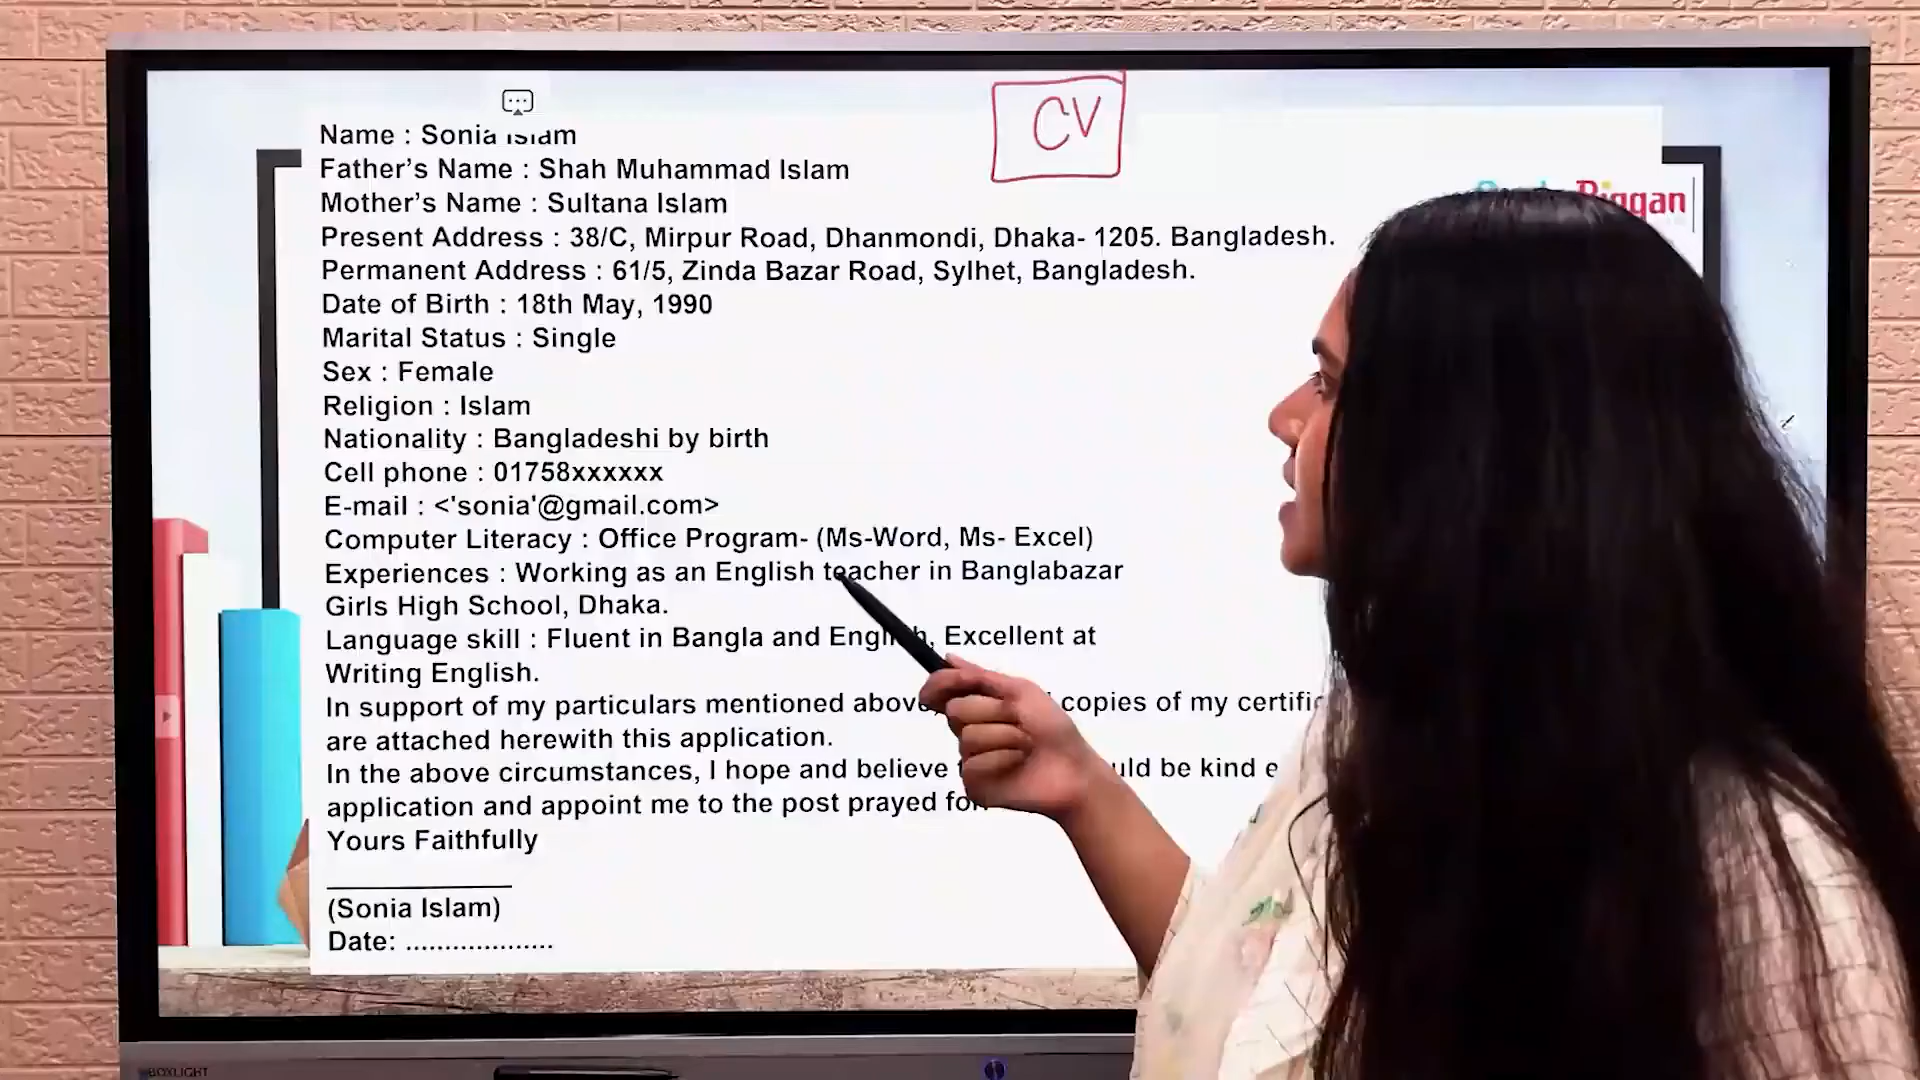 CV
Name : Sonia Islam
Father's Name : Shah Muhammad Islam
Mother's Name : Sultana Islam
Present Address : 38/C, Mirpur Road, Dhanmondi, Dhaka- 1205. Bangladesh.
Permanent Address : 61/5, Zinda Bazar Road, Sylhet, Bangladesh.
Date of Birth : 18th May, 1990
Marital Status : Single
Sex : Female
Religion : Islam
Nationality : Bangladeshi by birth
Cell phone : 01758xxxxxx
E-mail : <'sonia'@gmail.com>
Computer Literacy : Office Program- (Ms-Word, Ms- Excel)
Experiences : Working as an English teacher in Banglabazar
Girls High School, Dhaka.
Language skill : Fluent in Bangla and English, Excellent at
Writing English.
In support of my particulars mentioned above, copies of my
are attached herewith this application.
In the above circumstances, I hope and believe be kind
application and appoint me to the post prayed for
Yours Faithfully
(Sonia Islam)
Date: ...................
Biggan
BOXLIGHT